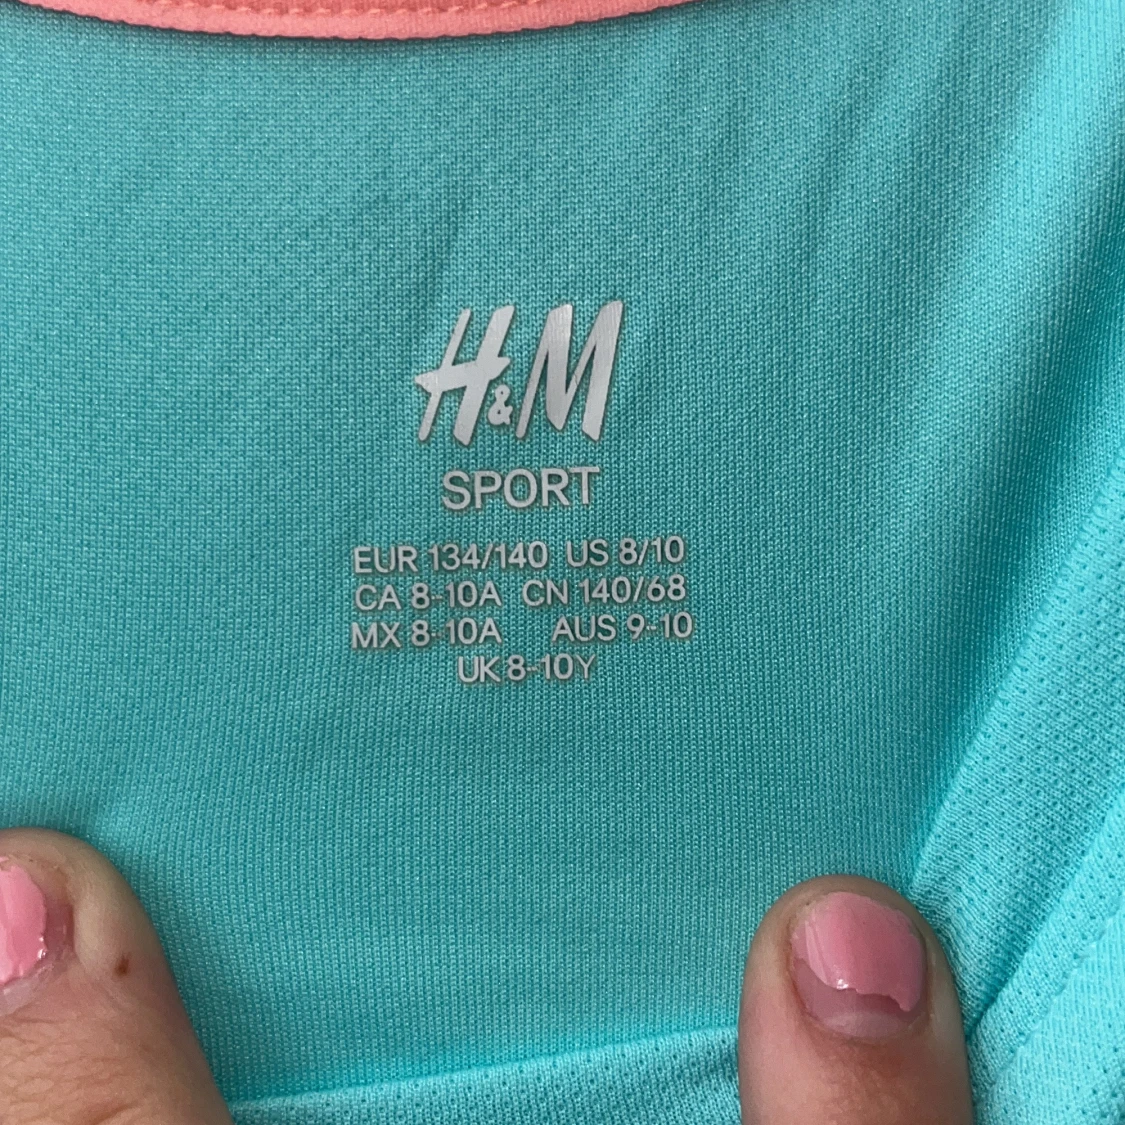 H&M
SPORT
EUR 134/140 US 8/10
CA 8-10A CN 140/68
MX 8-10A AUS 9-10
UK 8-10Y